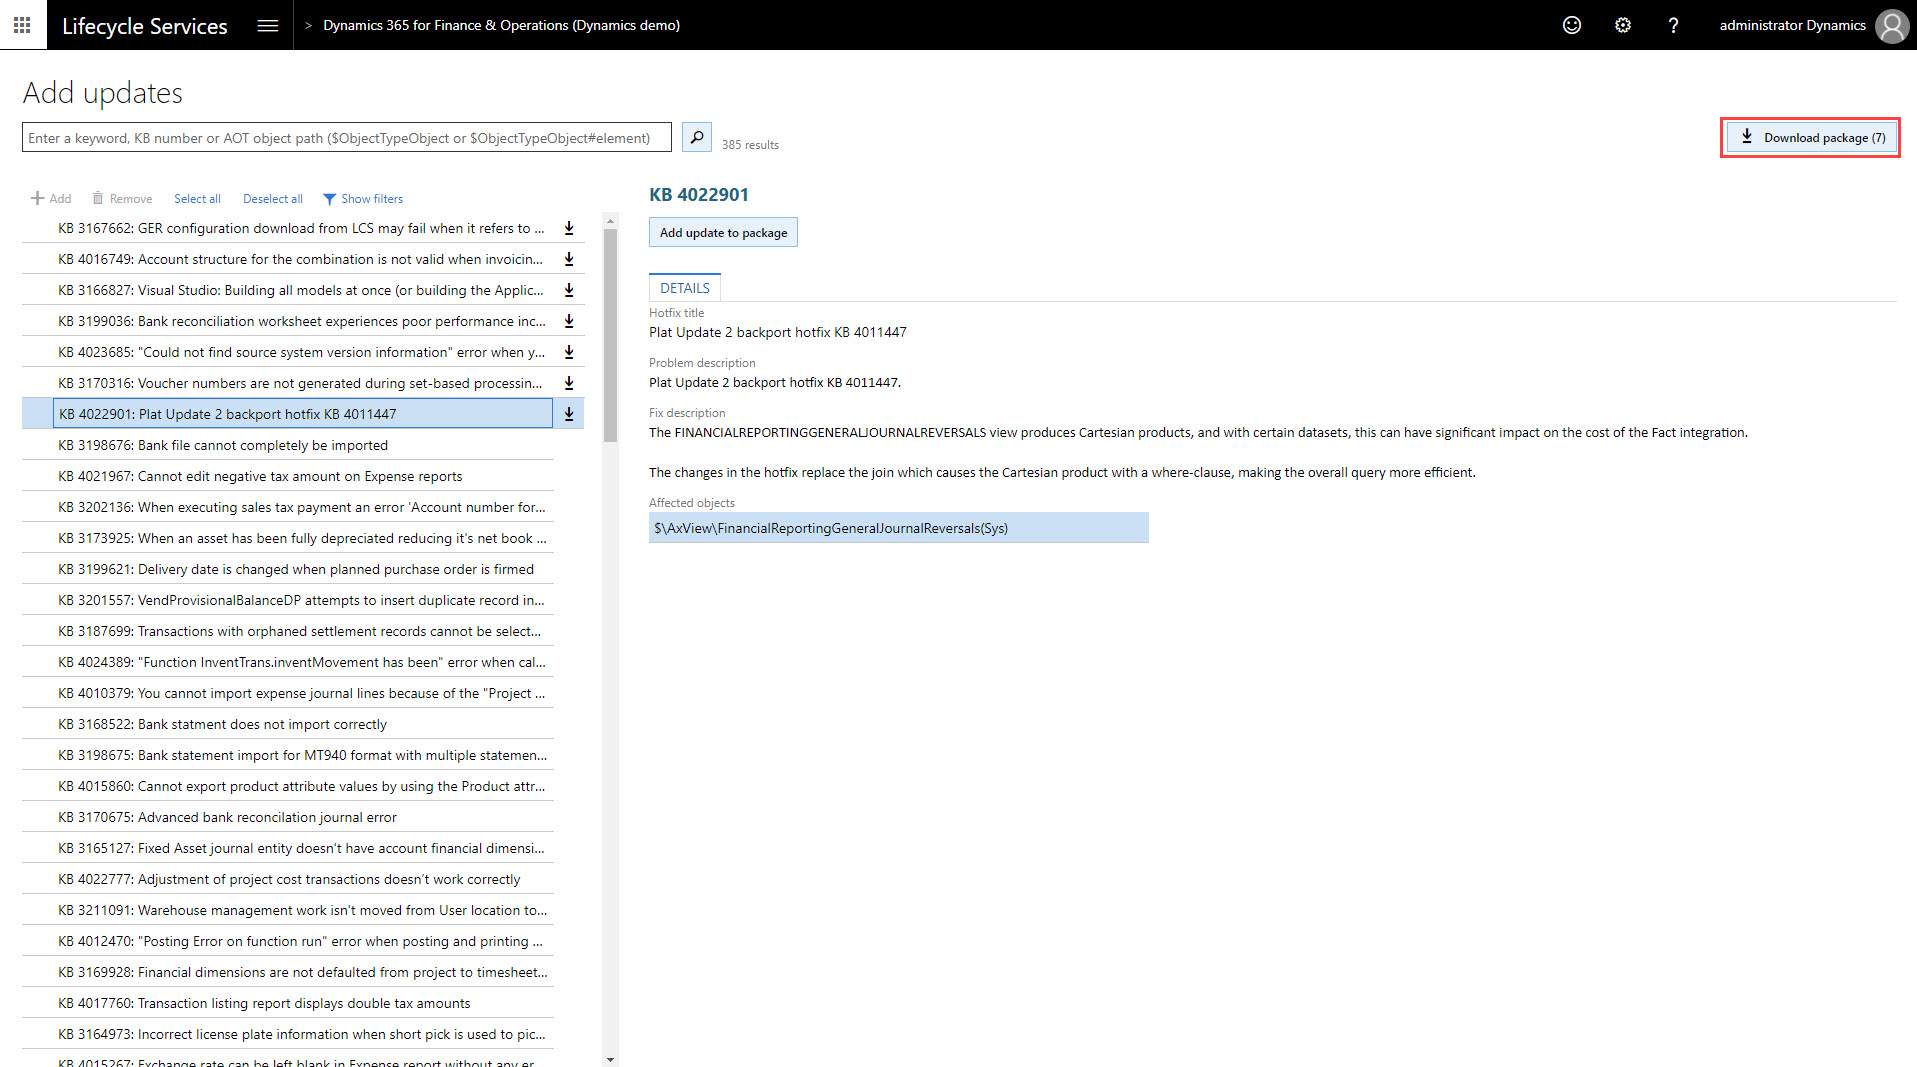 Lifecycle Services
> Dynamics 365 for Finance & Operations (Dynamics demo)
?
administrator Dynamics
Add updates
Enter a keyword, KB number or AOT object path ($ObjectTypeObject or $ObjectTypeObject#element)
385 results
Download package (7)
Add
Remove
Select all
Deselect all
Show filters
KB 3167662: GER configuration download from LCS may fail when it refers to ...
KB 4016749: Account structure for the combination is not valid when invoicin...
KB 3166827: Visual Studio: Building all models at once (or building the Applic...
KB 3199036: Bank reconciliation worksheet experiences poor performance inc...
KB 4023685: "Could not find source system version information" error when y...
KB 3170316: Voucher numbers are not generated during set-based processin...
KB 4022901: Plat Update 2 backport hotfix KB 4011447
KB 3198676: Bank file cannot completely be imported
KB 4021967: Cannot edit negative tax amount on Expense reports
KB 3202136: When executing sales tax payment an error 'Account number for...
KB 3173925: When an asset has been fully depreciated reducing it's net book ...
KB 3199621: Delivery date is changed when planned purchase order is firmed
KB 3201557: VendProvisionalBalanceDP attempts to insert duplicate record in...
KB 3187699: Transactions with orphaned settlement records cannot be select...
KB 4024389: "Function InventTrans.inventMovement has been" error when cal...
KB 4010379: You cannot import expense journal lines because of the "Project ...
KB 3168522: Bank statment does not import correctly
KB 3198675: Bank statement import for MT940 format with multiple statemen...
KB 4015860: Cannot export product attribute values by using the Product attr...
KB 3170675: Advanced bank reconcilation journal error
KB 3165127: Fixed Asset journal entity doesn't have account financial dimensi...
KB 4022777: Adjustment of project cost transactions doesn't work correctly
KB 3211091: Warehouse management work isn't moved from User location to...
KB 4012470: "Posting Error on function run" error when posting and printing ...
KB 3169928: Financial dimensions are not defaulted from project to timesheet...
KB 4017760: Transaction listing report displays double tax amounts
KB 3164973: Incorrect license plate information when short pick is used to pic...
KB 4015267: Exchange rate can be left blank in Expense report without any er...
KB 4022901
Add update to package
DETAILS
Hotfix title
Plat Update 2 backport hotfix KB 4011447
Problem description
Plat Update 2 backport hotfix KB 4011447.
Fix description
The FINANCIALREPORTINGGENERALJOURNALREVERSALS view produces Cartesian products, and with certain datasets, this can have significant impact on the cost of the Fact integration.
The changes in the hotfix replace the join which causes the Cartesian product with a where-clause, making the overall query more efficient.
Affected objects
$\AxView\FinancialReportingGeneralJournalReversals(Sys)